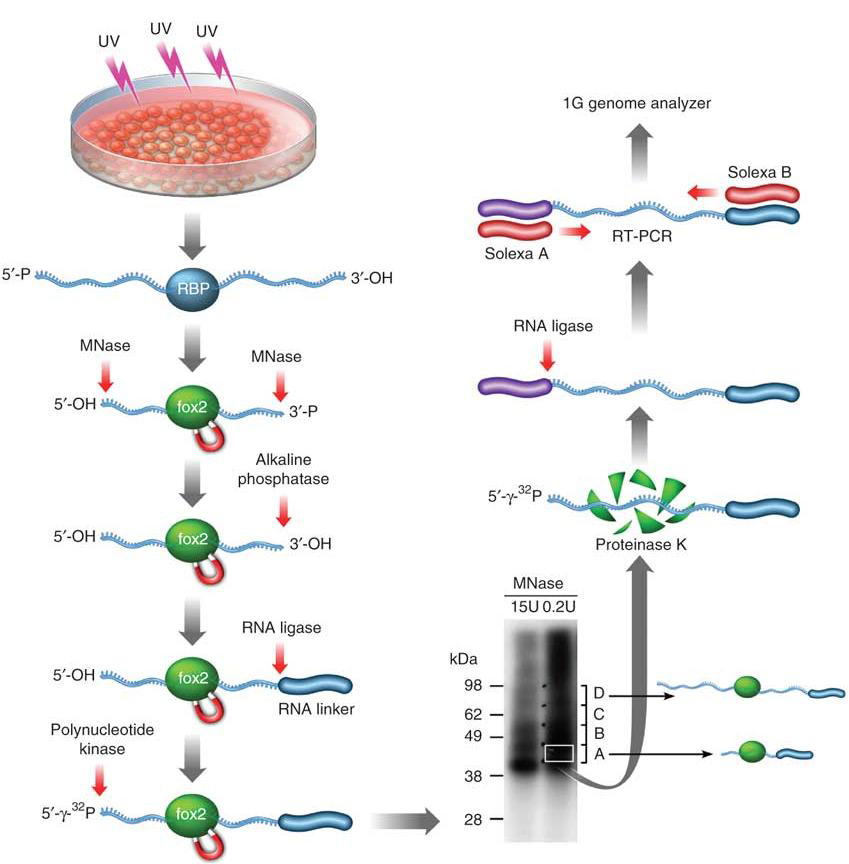 UV
UV
UV
5′-P
RBP
3′-OH
MNase
MNase
5′-OH
fox2
3′-P
Alkaline
phosphatase
5′-OH
fox2
3′-OH
RNA ligase
5′-OH
fox2
RNA linker
Polynucleotide
kinase
5′-γ-³²P
fox2
MNase
15U 0.2U
kDa
98
62
49
38
28
D
C
B
A
Proteinase K
5′-γ-³²P
RNA ligase
Solexa B
Solexa A
RT-PCR
1G genome analyzer